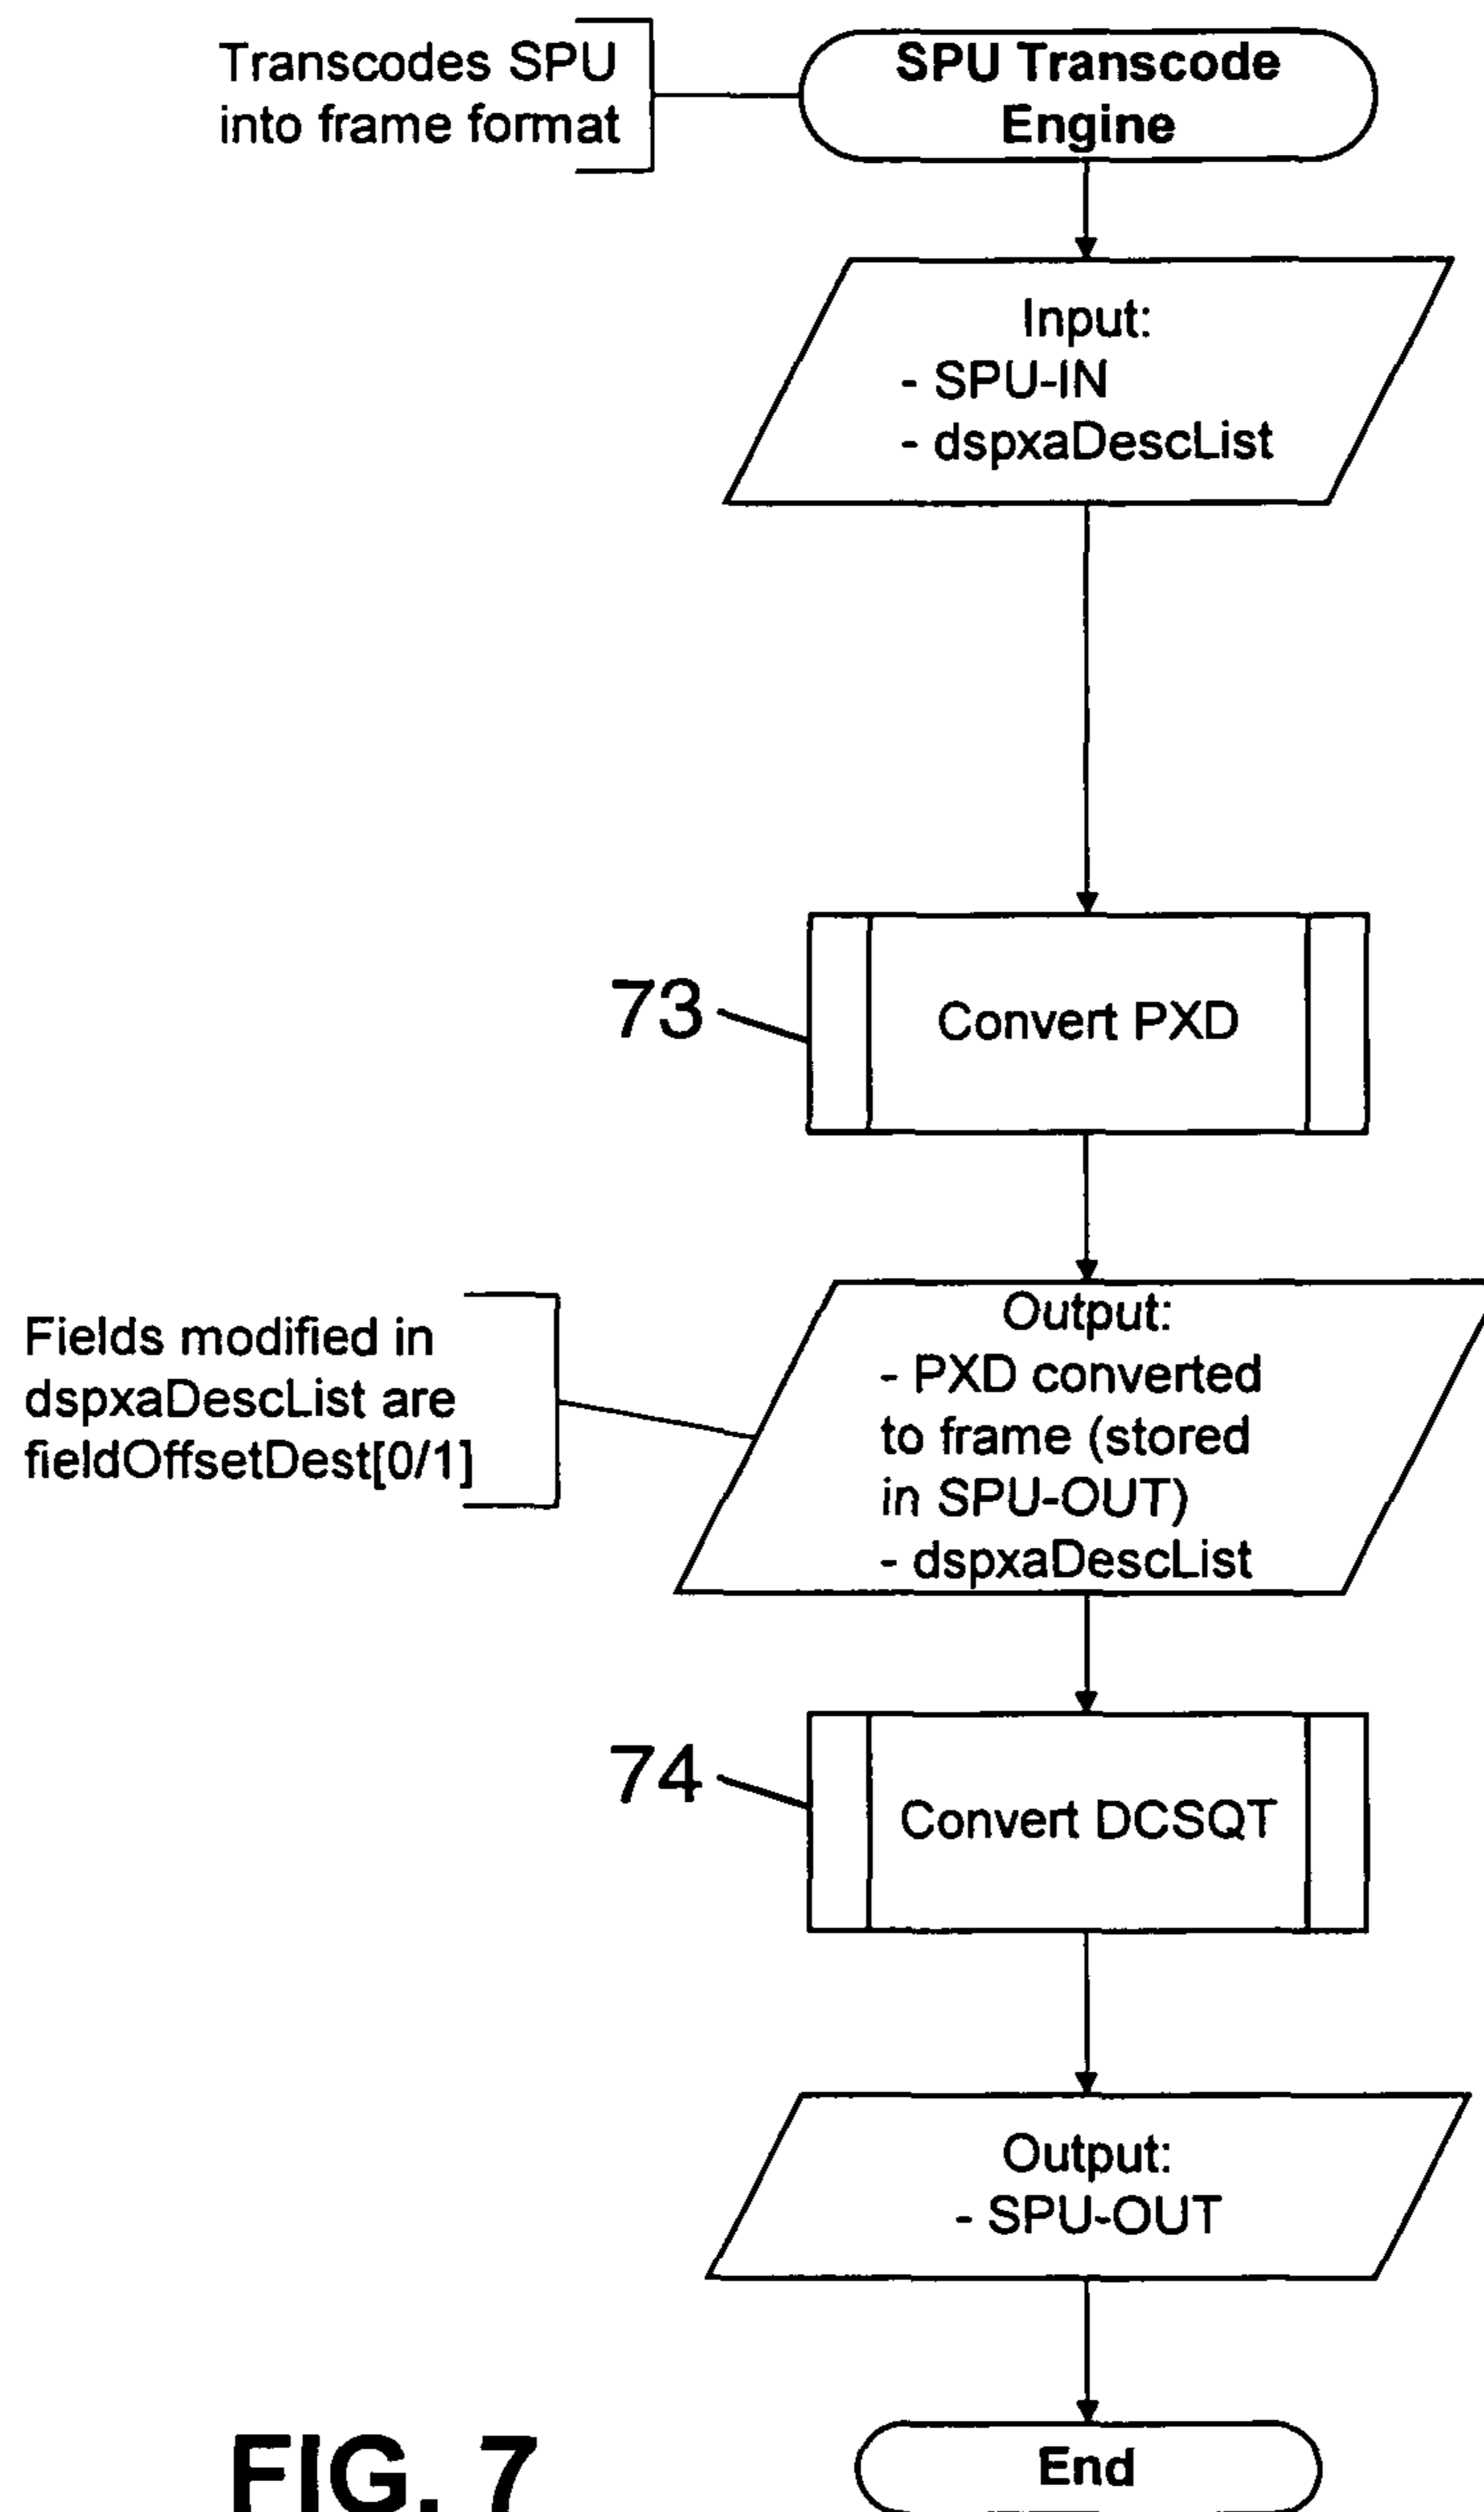 Transcodes SPU
into frame format
SPU Transcode
Engine
Input:
- SPU-IN
- dspxaDescList
73
Convert PXD
Fields modified in
dspxaDescList are
fieldOffsetDest[0/1]
Output:
- PXD converted
to frame (stored
in SPU-OUT)
- dspxaDescList
74
Convert DCSQT
Output:
- SPU-OUT
End
FIG. 7